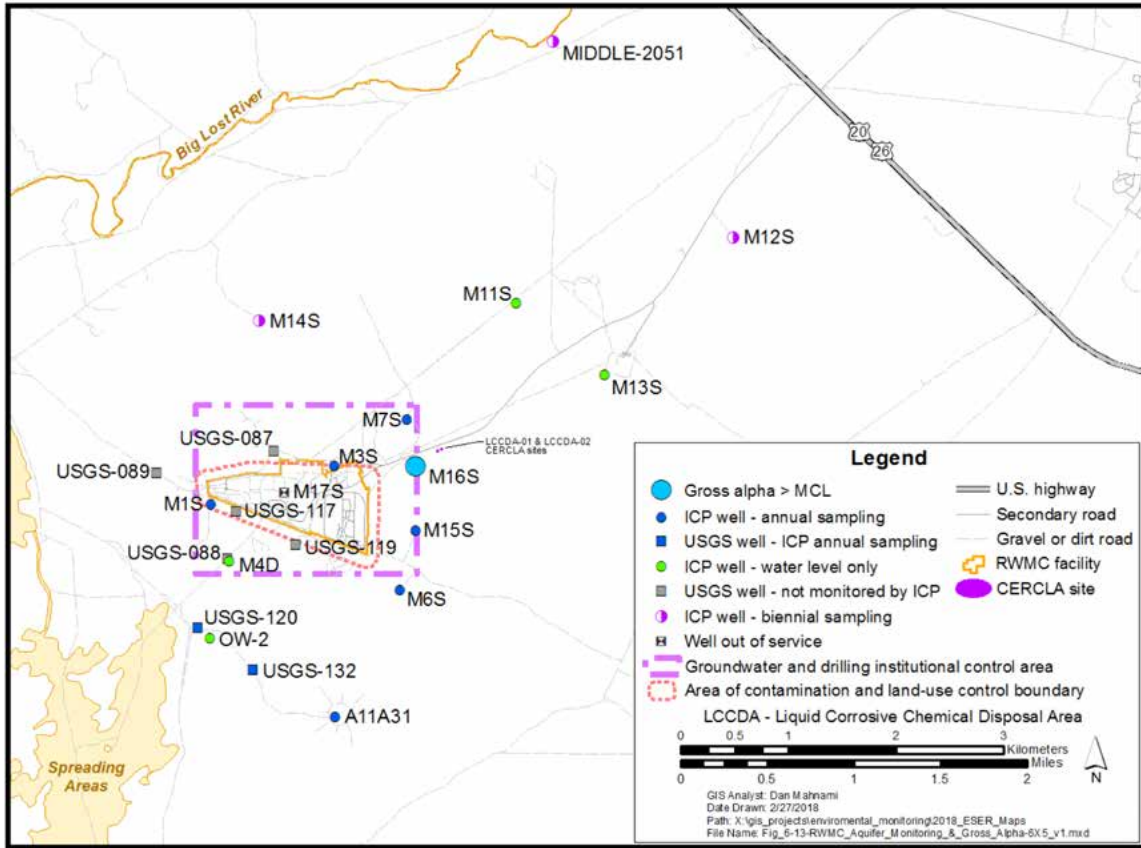 MIDDLE-2051
Big Lost River
20
26
M12S
M11S
M14S
M13S
M7S
USGS-087
LCCDA-01 & LCCDA-02
CERCLA sites
M3S
USGS-089
M16S
M17S
M1S
USGS-117
M15S
USGS-119
USGS-088
M4D
M6S
USGS-120
OW-2
USGS-132
A11A31
Spreading
Areas
Legend
Gross alpha > MCL
ICP well - annual sampling
USGS well - ICP annual sampling
ICP well - water level only
USGS well - not monitored by ICP
ICP well - biennial sampling
Well out of service
Groundwater and drilling institutional control area
Area of contamination and land-use control boundary
U.S. highway
Secondary road
Gravel or dirt road
RWMC facility
CERCLA site
LCCDA - Liquid Corrosive Chemical Disposal Area
0 0.5 1 2 3
Kilometers
Miles
0 0.5 1 1.5 2
N
GIS Analyst: Dan Mahnami
Date Drawn: 2/27/2018
Path: X:\gis_projects\enviromental_monitoring\2018_ESER_Maps
File Name: Fig_6-13-RWMC_Aquifer_Monitoring_&_Gross_Alpha-6X5_v1.mxd